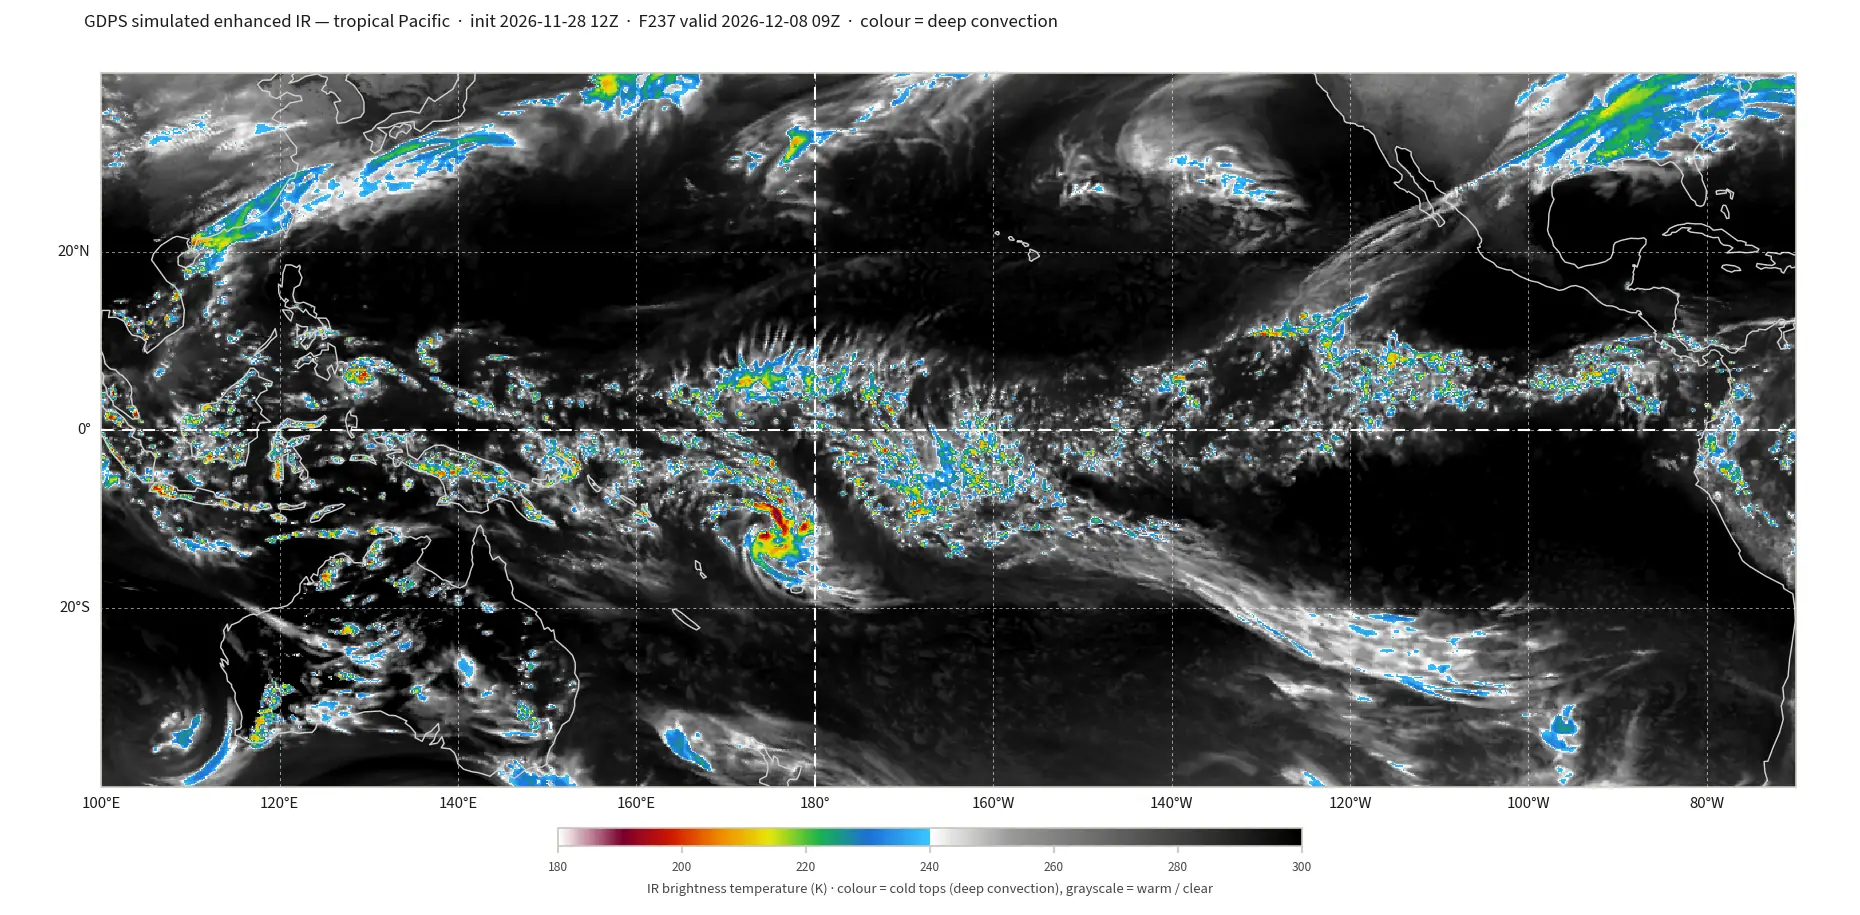 GDPS simulated enhanced IR — tropical Pacific · init 2026-11-28 12Z · F237 valid 2026-12-08 09Z · colour = deep convection
20°N
0°
20°S
100°E 120°E 140°E 160°E 180° 160°W 140°W 120°W 100°W 80°W
180 200 220 240 260 280 300
IR brightness temperature (K) · colour = cold tops (deep convection), grayscale = warm / clear